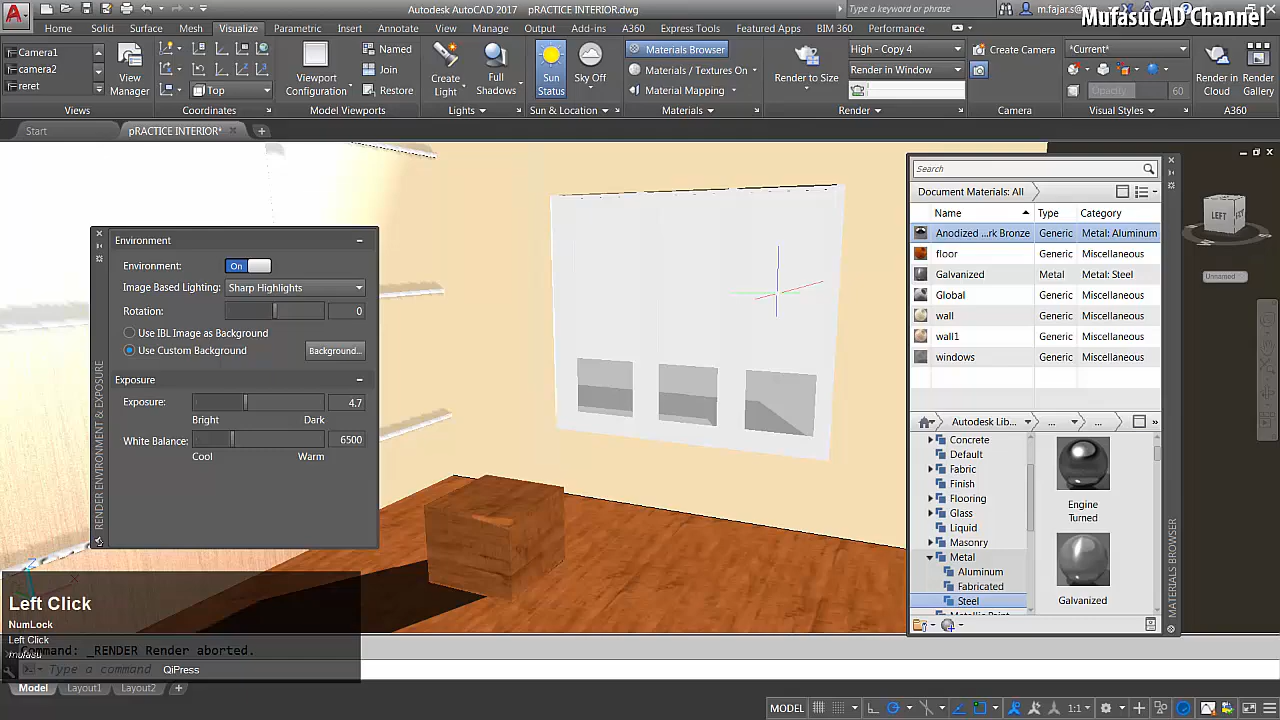 Autodesk AutoCAD 2017 pRACTICE INTERIOR.dwg
Type a keyword or phrase
m.fajar.s...
MufasuCAD Channel
Home Solid Surface Mesh Visualize Parametric Insert Annotate View Manage Output Add-ins A360 Express Tools Featured Apps BIM 360 Performance
Camera1
camera2
reret
View
Manager
Top
Viewport
Configuration
Named
Join
Restore
Create
Light
Full
Shadows
Sun
Status
Sky Off
Materials Browser
Materials / Textures On
Material Mapping
Render to Size
High - Copy 4
Render in Window
Create Camera
*Current*
Opacity 60
Render in
Cloud
Render
Gallery
Views Coordinates Model Viewports Lights Sun & Location Materials Render Camera Visual Styles A360
Start pRACTICE INTERIOR*
Environment
Environment: On
Image Based Lighting: Sharp Highlights
Rotation: 0
Use IBL Image as Background
Use Custom Background Background...
Exposure
Exposure: 4.7
Bright Dark
White Balance: 6500
Cool Warm
RENDER ENVIRONMENT & EXPOSURE
Search
Document Materials: All
Name Type Category
Anodized ...rk Bronze Generic Metal: Aluminum
floor Generic Miscellaneous
Galvanized Metal Metal: Steel
Global Generic Miscellaneous
wall Generic Miscellaneous
wall1 Generic Miscellaneous
windows Generic Miscellaneous
Autodesk Lib... ... ... »
Concrete
Default
Fabric
Finish
Flooring
Glass
Liquid
Masonry
Metal
Aluminum
Fabricated
Steel
Engine
Turned
Galvanized
MATERIALS BROWSER
LEFT
Unnamed
Left Click
NumLock
Left Click
mufasu
Command: _RENDER Render aborted.
Type a command
QiPress
Model Layout1 Layout2 +
MODEL 1:1